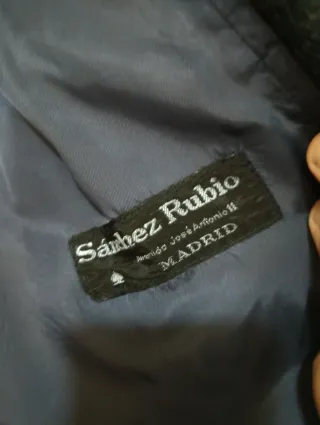 Sánchez Rubio
Avenida José Antonio 11
MADRID